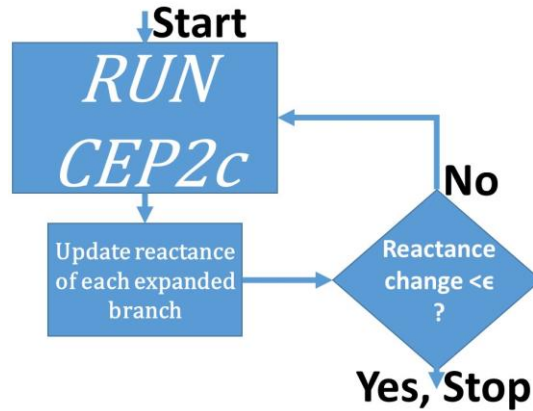 Start
RUN
CEP2c
Update reactance
of each expanded
branch
No
Reactance
change <ϵ
?
Yes, Stop